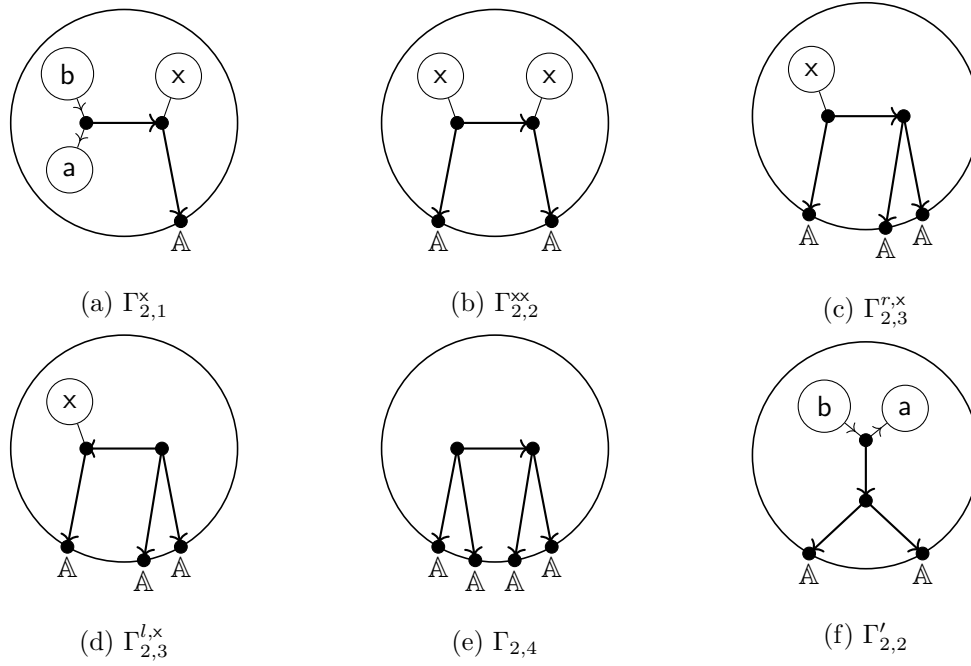 b x x x x
a
𝔸 𝔸 𝔸 𝔸 𝔸 𝔸
(a) Γ^x_{2,1} (b) Γ^{xx}_{2,2} (c) Γ^{r,x}_{2,3}
x b a
𝔸 𝔸 𝔸 𝔸 𝔸 𝔸 𝔸 𝔸 𝔸
(d) Γ^{l,x}_{2,3} (e) Γ_{2,4} (f) Γ′_{2,2}